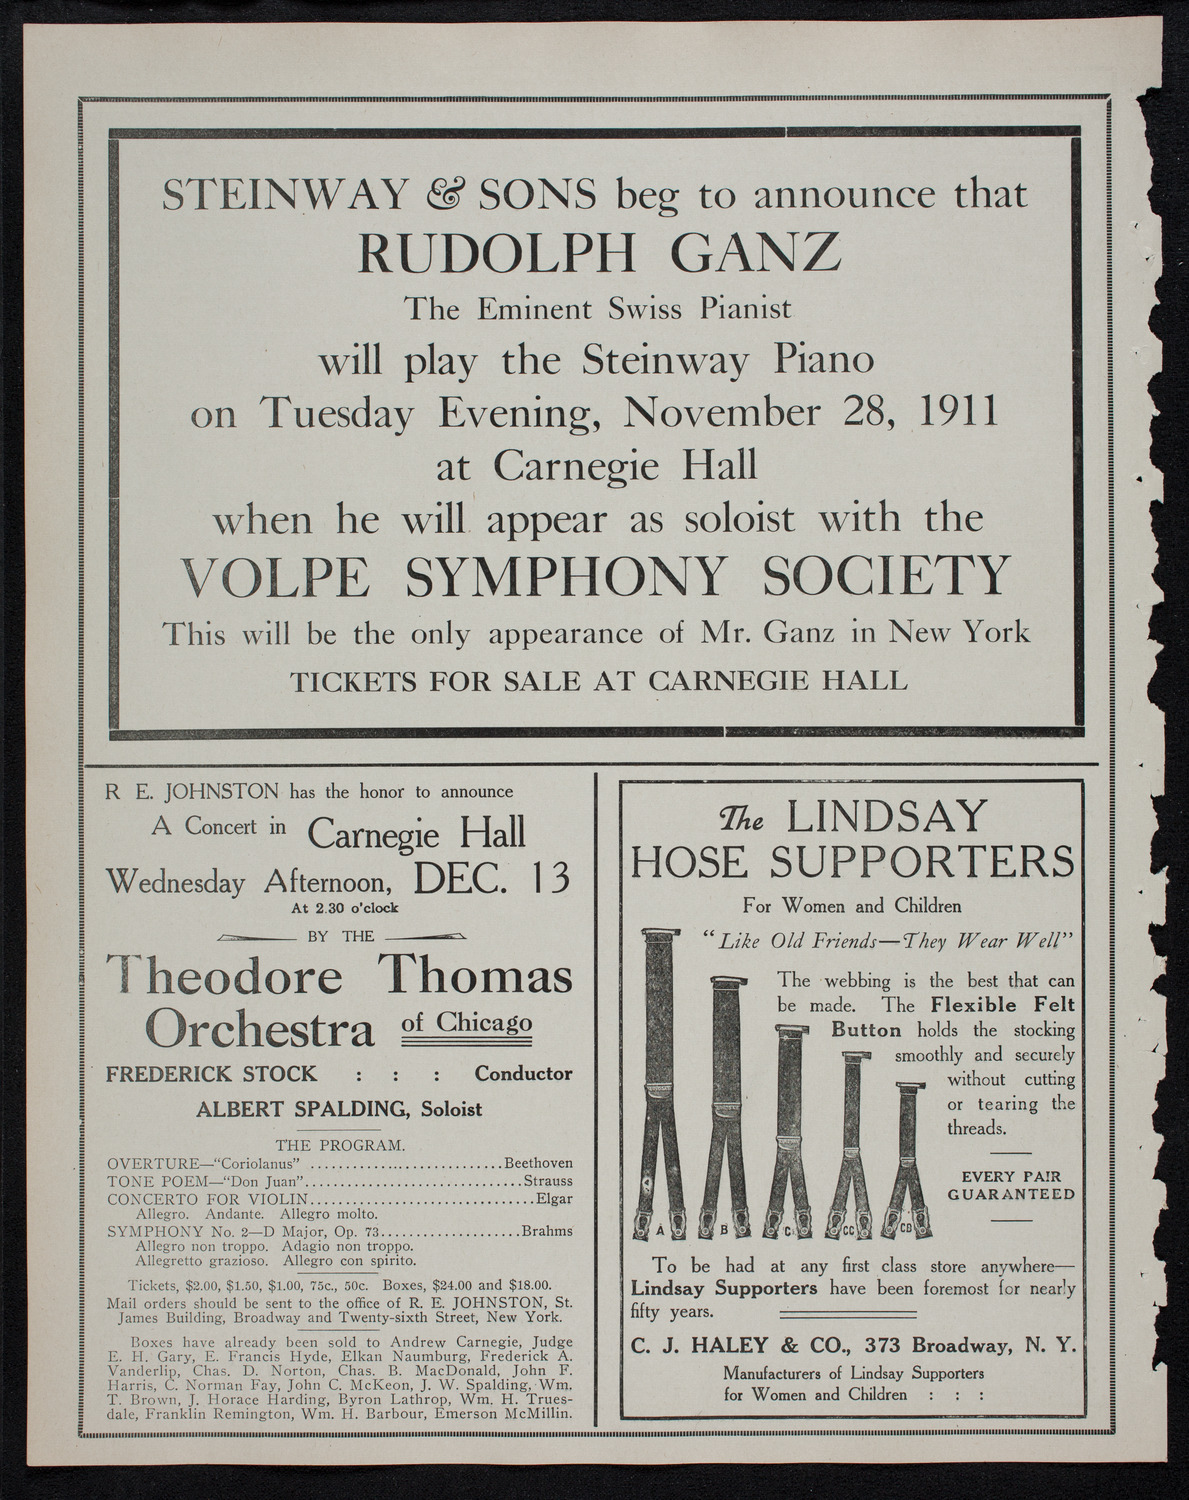 STEINWAY & SONS beg to announce that
RUDOLPH GANZ
The Eminent Swiss Pianist
will play the Steinway Piano
on Tuesday Evening, November 28, 1911
at Carnegie Hall
when he will appear as soloist with the
VOLPE SYMPHONY SOCIETY
This will be the only appearance of Mr. Ganz in New York
TICKETS FOR SALE AT CARNEGIE HALL
R E. JOHNSTON has the honor to announce
A Concert in Carnegie Hall
Wednesday Afternoon, DEC. 13
At 2.30 o'clock
BY THE
Theodore Thomas
Orchestra of Chicago
FREDERICK STOCK : : : Conductor
ALBERT SPALDING, Soloist
THE PROGRAM.
OVERTURE—"Coriolanus" ..............................Beethoven
TONE POEM—"Don Juan"..................................Strauss
CONCERTO FOR VIOLIN...................................Elgar
Allegro. Andante. Allegro molto.
SYMPHONY No. 2—D Major, Op. 73.....................Brahms
Allegro non troppo. Adagio non troppo.
Allegretto grazioso. Allegro con spirito.
Tickets, $2.00, $1.50, $1.00, 75c., 50c. Boxes, $24.00 and $18.00.
Mail orders should be sent to the office of R. E. JOHNSTON, St.
James Building, Broadway and Twenty-sixth Street, New York.
Boxes have already been sold to Andrew Carnegie, Judge
E. H. Gary, E. Francis Hyde, Elkan Naumburg, Frederick A.
Vanderlip, Chas. D. Norton, Chas. B. MacDonald, John F.
Harris, C. Norman Fay, John C. McKeon, J. W. Spalding, Wm.
T. Brown, J. Horace Harding, Byron Lathrop, Wm. H. Trues-
dale, Franklin Remington, Wm. H. Barbour, Emerson McMillin.
The LINDSAY
HOSE SUPPORTERS
For Women and Children
"Like Old Friends—They Wear Well"
The webbing is the best that can
be made. The Flexible Felt
Button holds the stocking
smoothly and securely
without cutting
or tearing the
threads.
EVERY PAIR
GUARANTEED
A B C CC CD
To be had at any first class store anywhere—
Lindsay Supporters have been foremost for nearly
fifty years.
C. J. HALEY & CO., 373 Broadway, N. Y.
Manufacturers of Lindsay Supporters
for Women and Children : : :